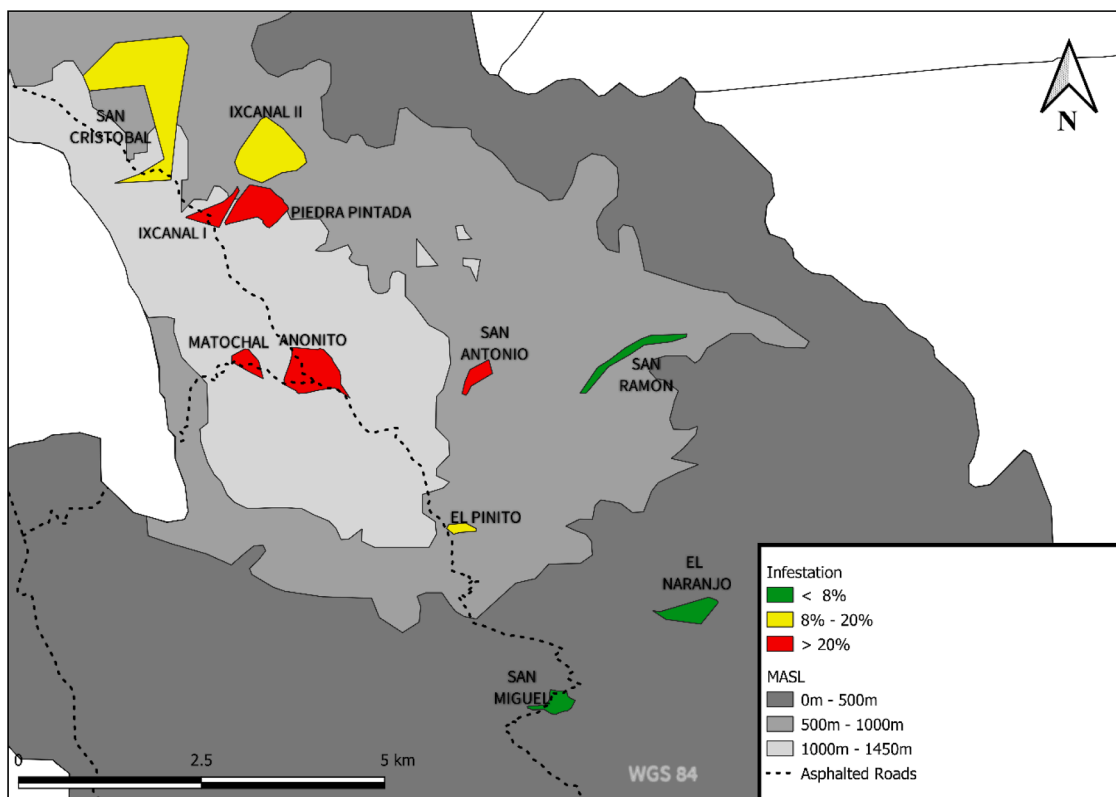 SAN
CRISTOBAL
IXCANAL II
N
PIEDRA PINTADA
IXCANAL I
MATOCHAL
ANONITO
SAN
ANTONIO
SAN
RAMON
EL PINITO
EL
NARANJO
SAN
MIGUEL
Infestation
< 8%
8% - 20%
> 20%
MASL
0m - 500m
500m - 1000m
1000m - 1450m
Asphalted Roads
0 2.5 5 km
WGS 84